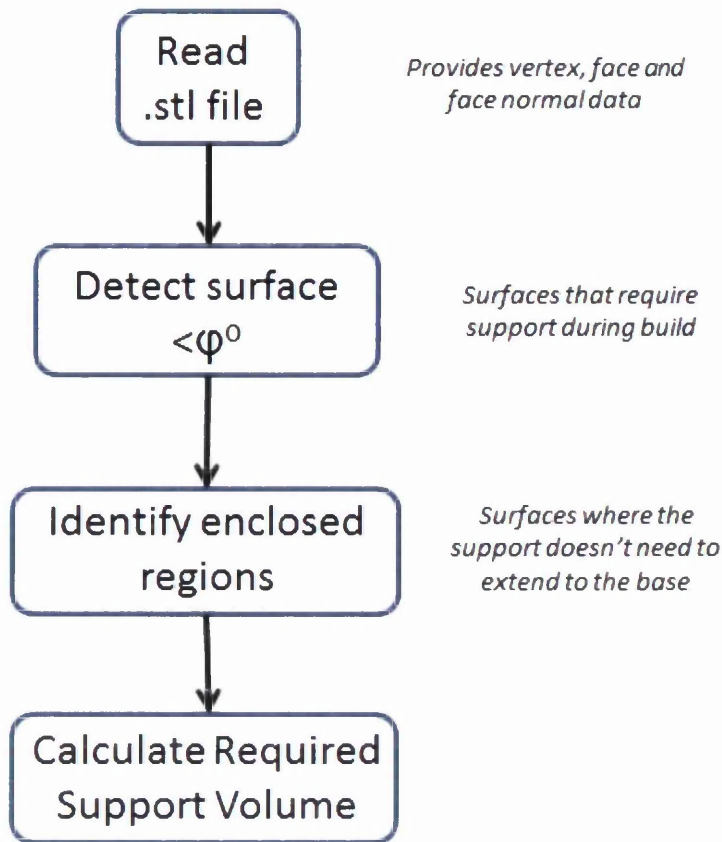 Read
.stl file
Provides vertex, face and
face normal data
Detect surface
<φ⁰
Surfaces that require
support during build
Identify enclosed
regions
Surfaces where the
support doesn't need to
extend to the base
Calculate Required
Support Volume